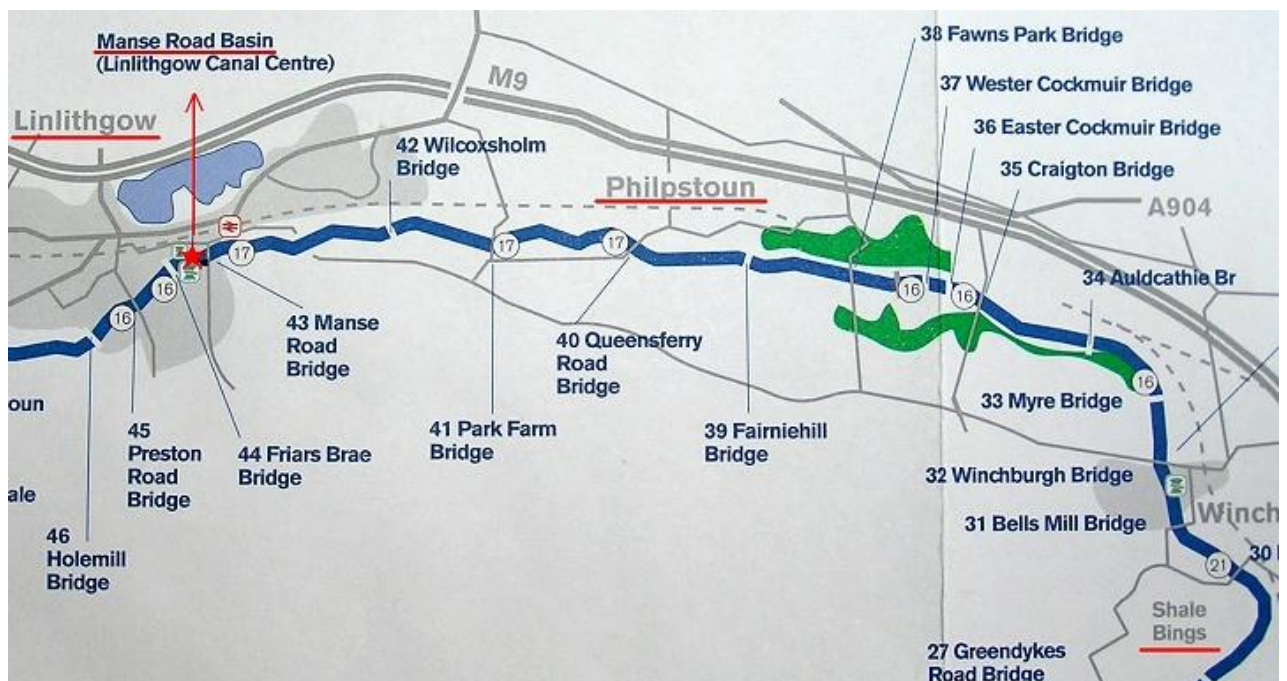 Manse Road Basin
(Linlithgow Canal Centre)
Linlithgow
M9
42 Wilcoxsholm
Bridge
Philpstoun
38 Fawns Park Bridge
37 Wester Cockmuir Bridge
36 Easter Cockmuir Bridge
35 Craigton Bridge
A904
34 Auldcathie Br
17
17
17
16
16
16
16
16
43 Manse
Road
Bridge
40 Queensferry
Road
Bridge
33 Myre Bridge
oun
45
Preston
Road
Bridge
44 Friars Brae
Bridge
41 Park Farm
Bridge
39 Fairniehill
Bridge
32 Winchburgh Bridge
ale
31 Bells Mill Bridge
Winch
46
Holemill
Bridge
30
21
Shale
Bings
27 Greendykes
Road Bridge